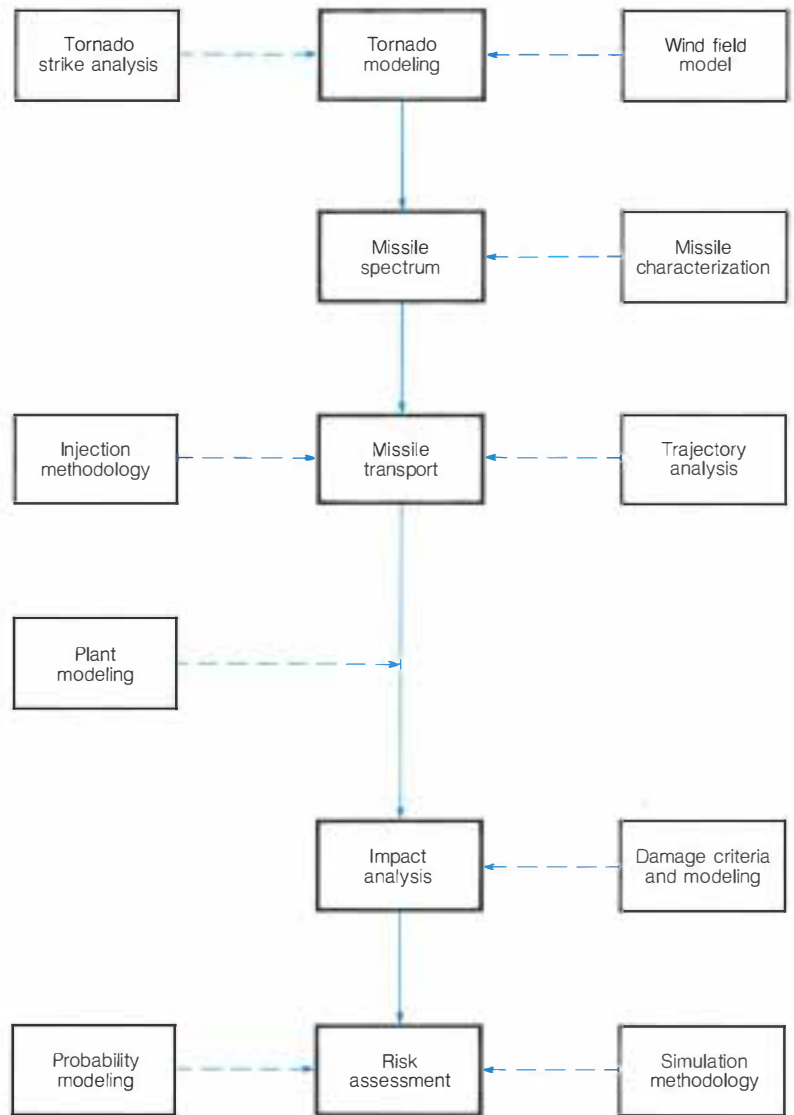 Tornado
strike analysis
Tornado
modeling
Wind field
model
Missile
spectrum
Missile
characterization
Injection
methodology
Missile
transport
Trajectory
analysis
Plant
modeling
Impact
analysis
Damage criteria
and modeling
Probability
modeling
Risk
assessment
Simulation
methodology